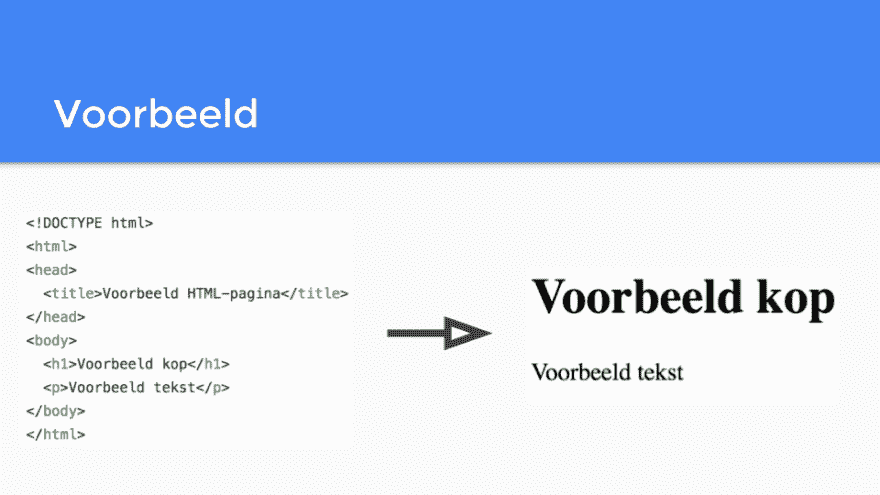 Voorbeeld
<!DOCTYPE html>
<html>
<head>
  <title>Voorbeeld HTML-pagina</title>
</head>
<body>
  <h1>Voorbeeld kop</h1>
  <p>Voorbeeld tekst</p>
</body>
</html>
Voorbeeld kop
Voorbeeld tekst